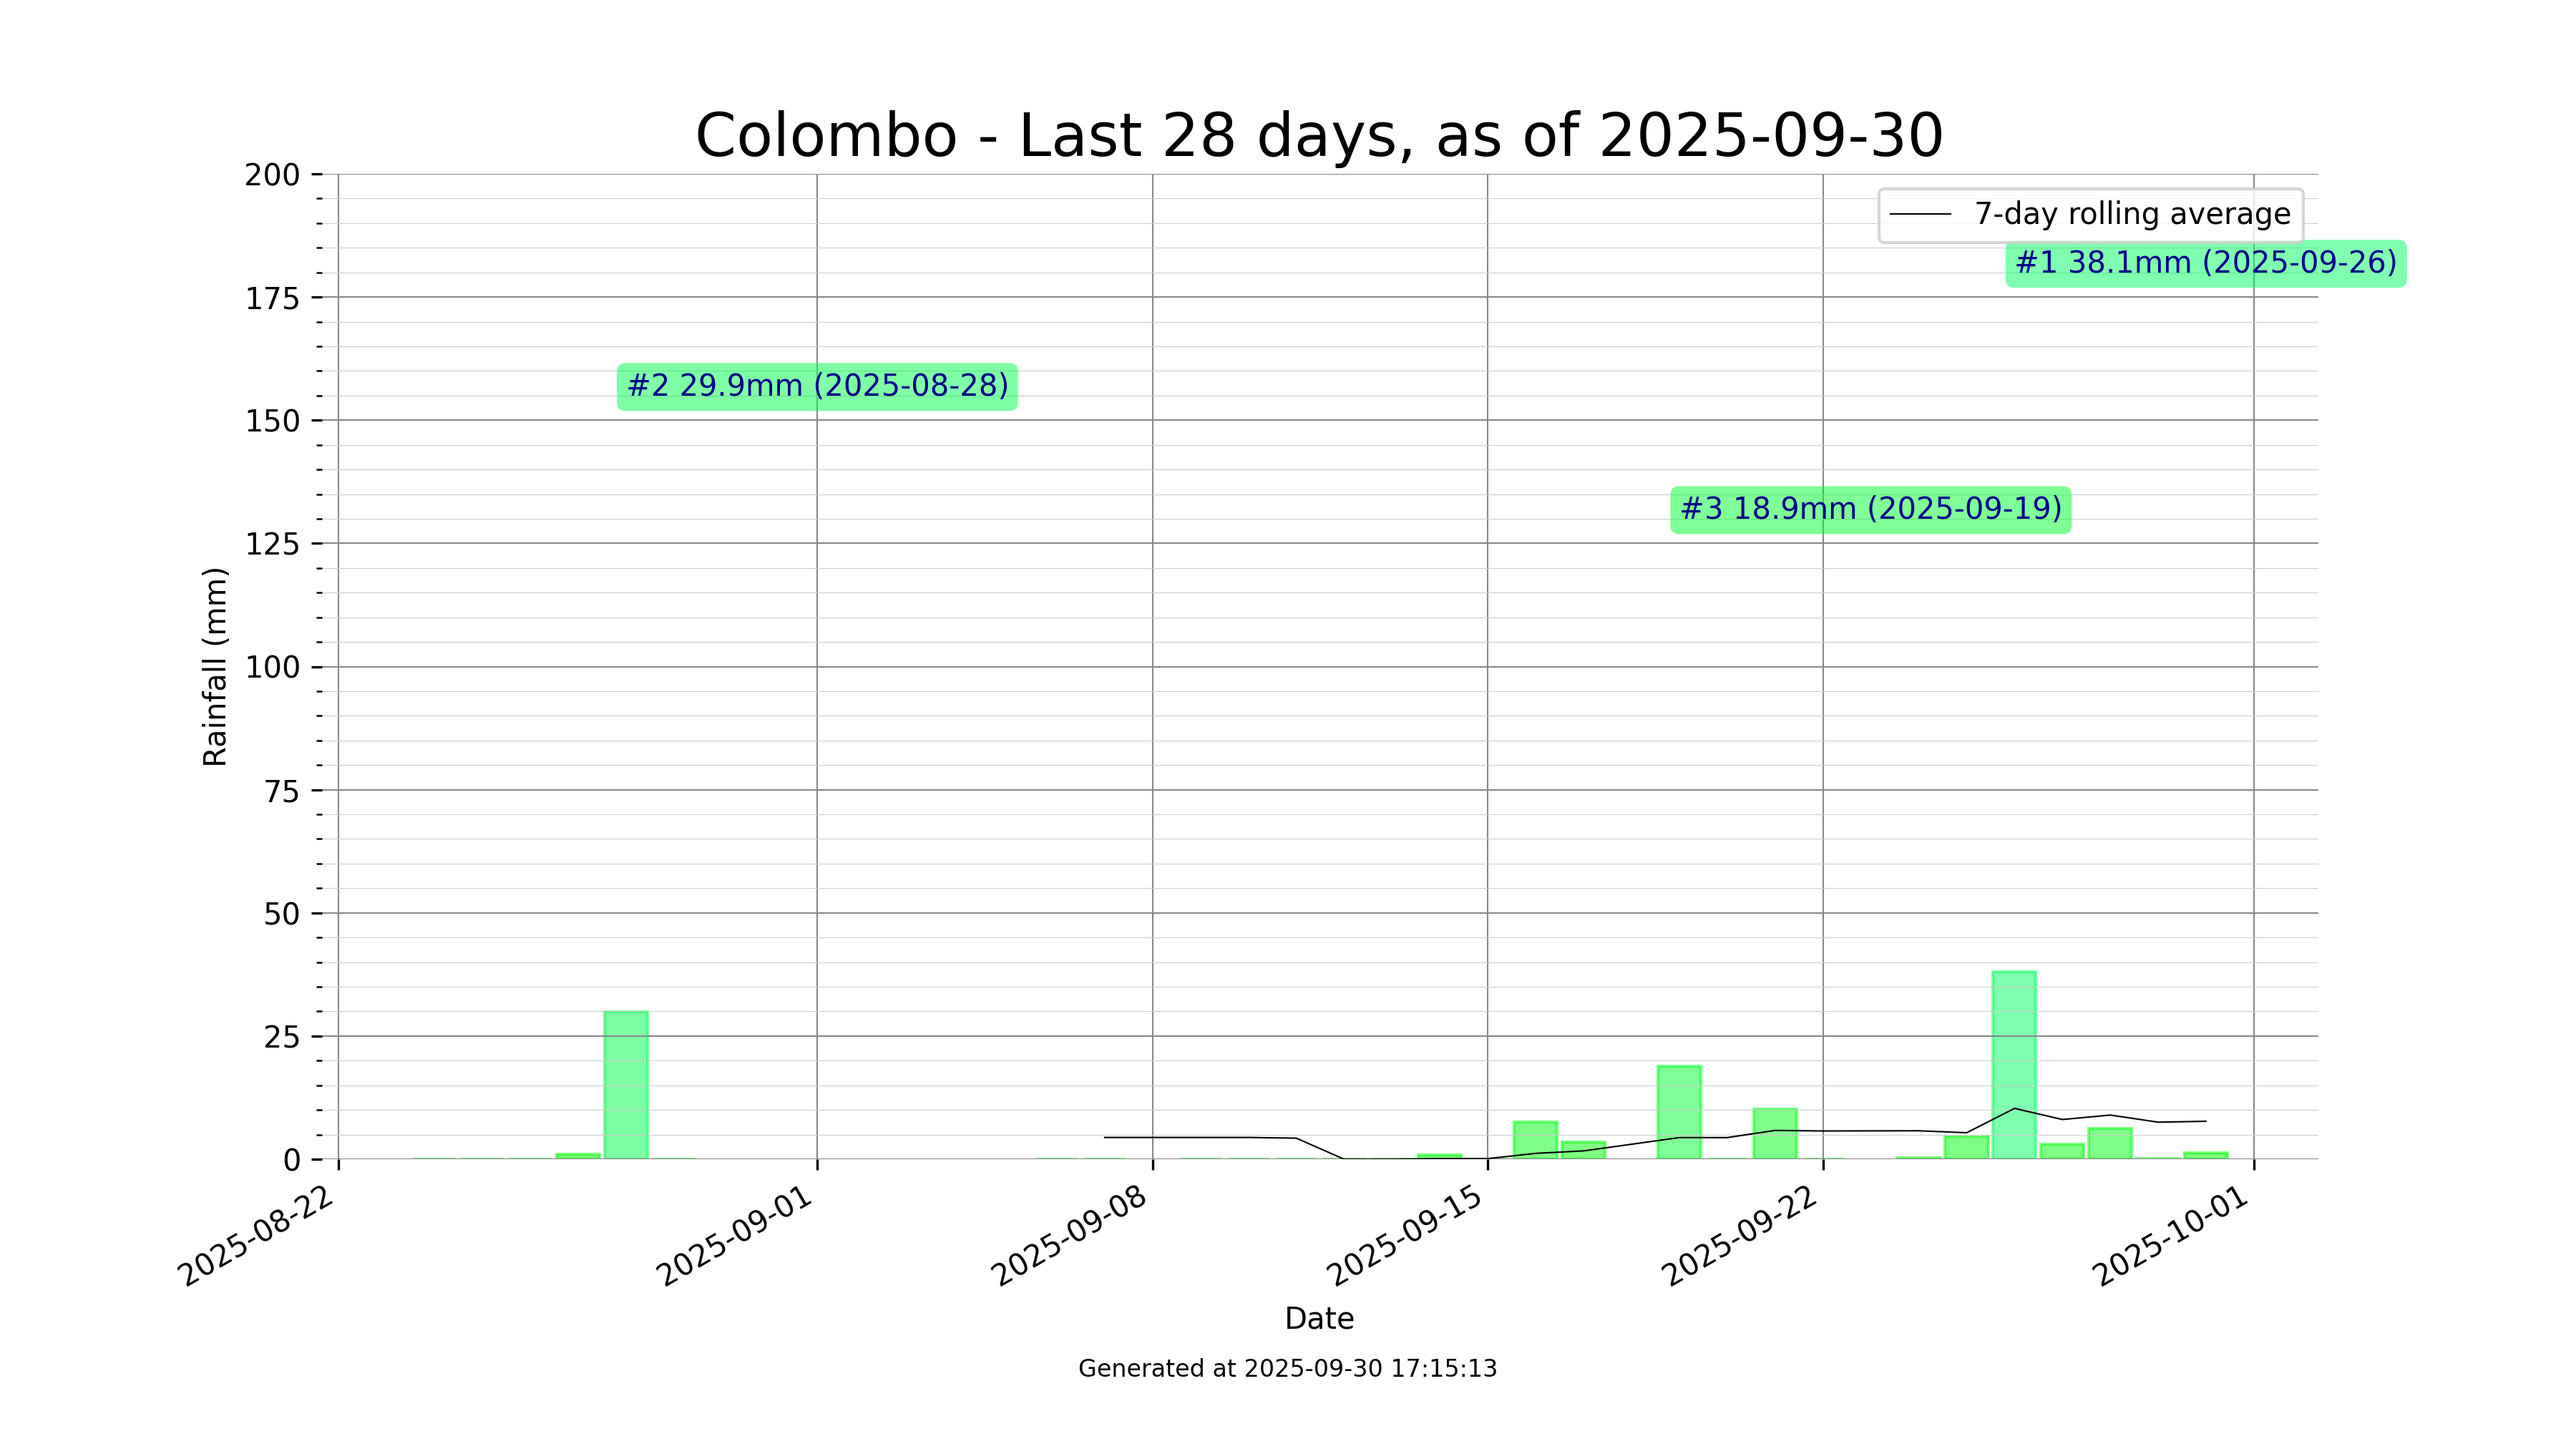 Colombo - Last 28 days, as of 2025-09-30
200
175
150
125
100
75
50
25
0
Rainfall (mm)
7-day rolling average
#1 38.1mm (2025-09-26)
#2 29.9mm (2025-08-28)
#3 18.9mm (2025-09-19)
2025-08-22
2025-09-01
2025-09-08
2025-09-15
2025-09-22
2025-10-01
Date
Generated at 2025-09-30 17:15:13